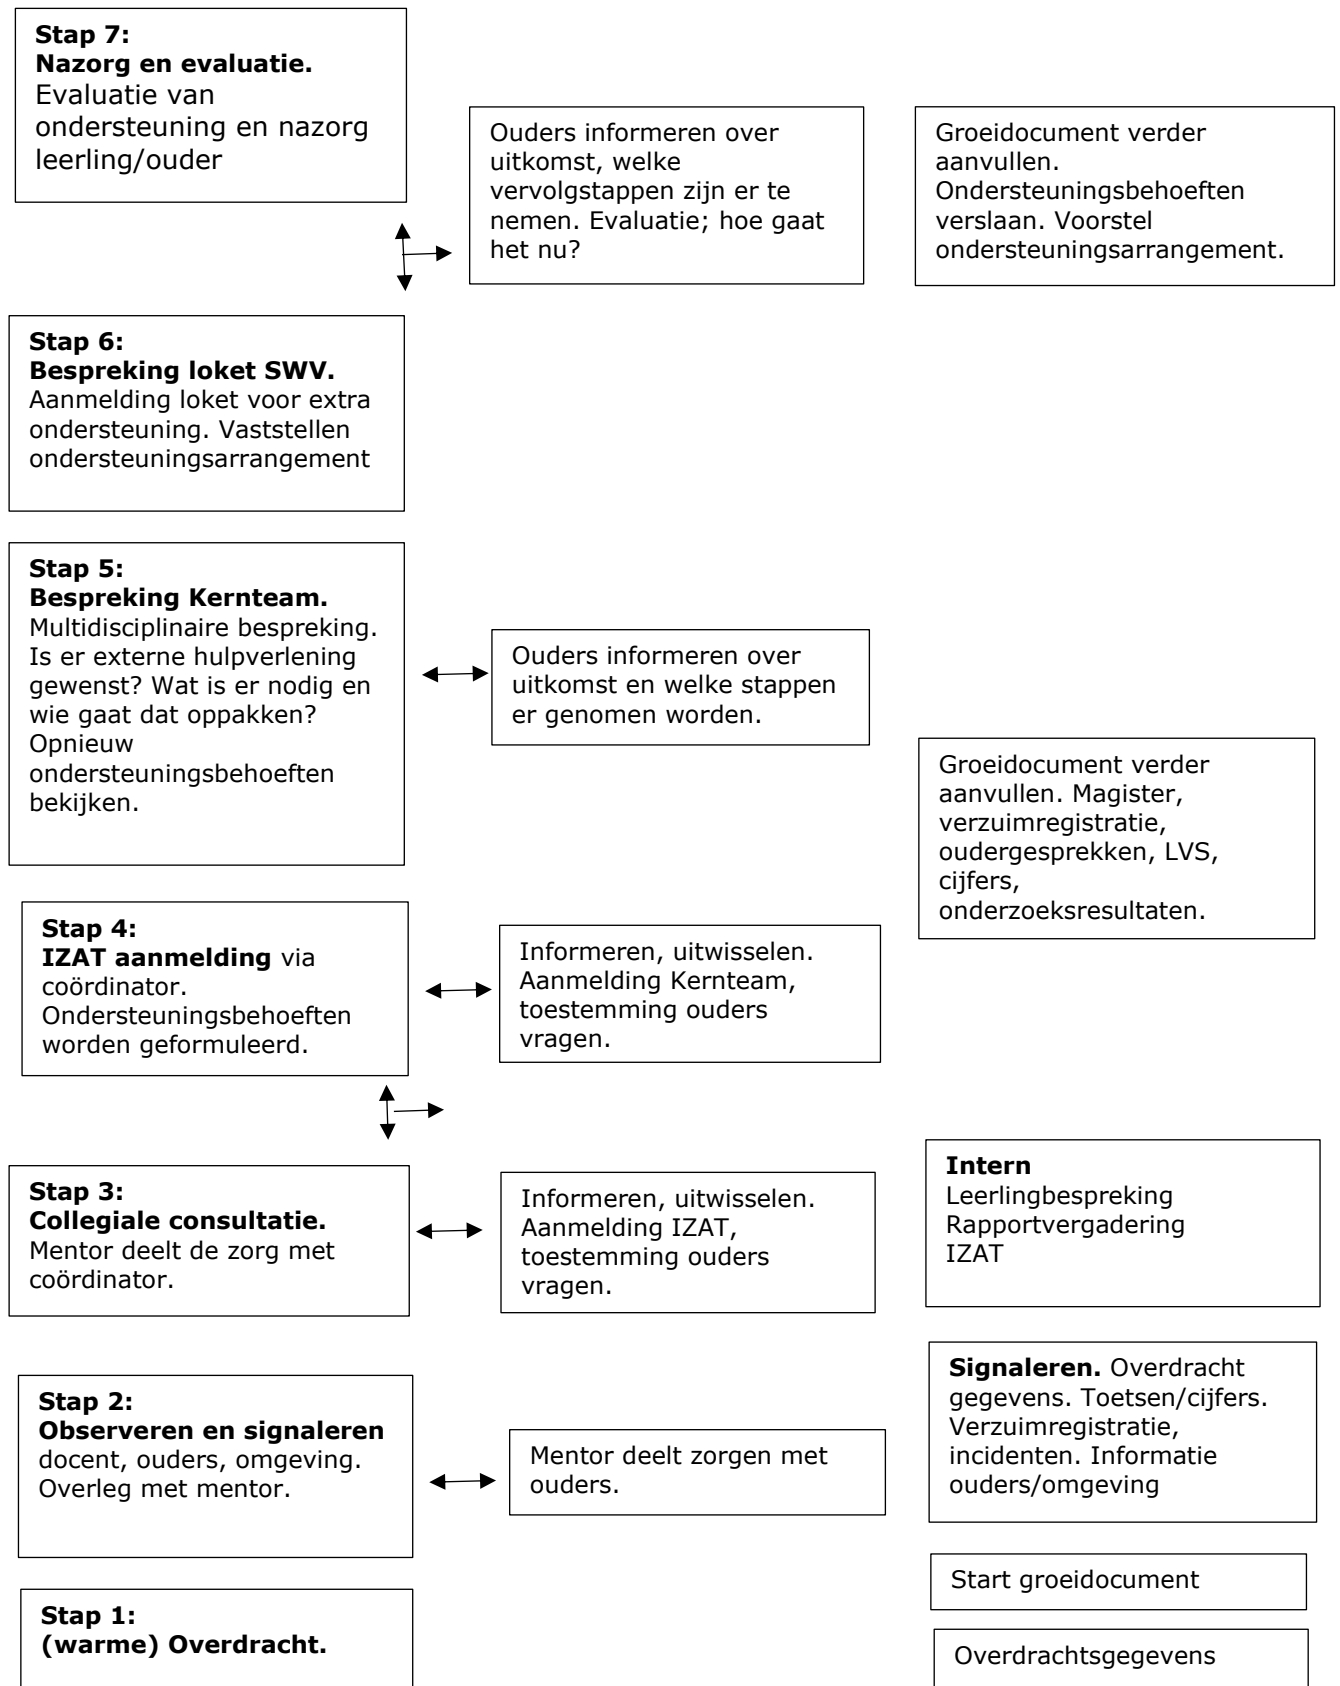 Stap 7:
Nazorg en evaluatie.
Evaluatie van
ondersteuning en nazorg
leerling/ouder
Ouders informeren over
uitkomst, welke
vervolgstappen zijn er te
nemen. Evaluatie; hoe gaat
het nu?
Groeidocument verder
aanvullen.
Ondersteuningsbehoeften
verslaan. Voorstel
ondersteuningsarrangement.
Stap 6:
Bespreking loket SWV.
Aanmelding loket voor extra
ondersteuning. Vaststellen
ondersteuningsarrangement
Stap 5:
Bespreking Kernteam.
Multidisciplinaire bespreking.
Is er externe hulpverlening
gewenst? Wat is er nodig en
wie gaat dat oppakken?
Opnieuw
ondersteuningsbehoeften
bekijken.
Ouders informeren over
uitkomst en welke stappen
er genomen worden.
Groeidocument verder
aanvullen. Magister,
verzuimregistratie,
oudergesprekken, LVS,
cijfers,
onderzoeksresultaten.
Stap 4:
IZAT aanmelding via
coördinator.
Ondersteuningsbehoeften
worden geformuleerd.
Informeren, uitwisselen.
Aanmelding Kernteam,
toestemming ouders
vragen.
Stap 3:
Collegiale consultatie.
Mentor deelt de zorg met
coördinator.
Informeren, uitwisselen.
Aanmelding IZAT,
toestemming ouders
vragen.
Intern
Leerlingbespreking
Rapportvergadering
IZAT
Stap 2:
Observeren en signaleren
docent, ouders, omgeving.
Overleg met mentor.
Mentor deelt zorgen met
ouders.
Signaleren. Overdracht
gegevens. Toetsen/cijfers.
Verzuimregistratie,
incidenten. Informatie
ouders/omgeving
Start groeidocument
Stap 1:
(warme) Overdracht.
Overdrachtsgegevens